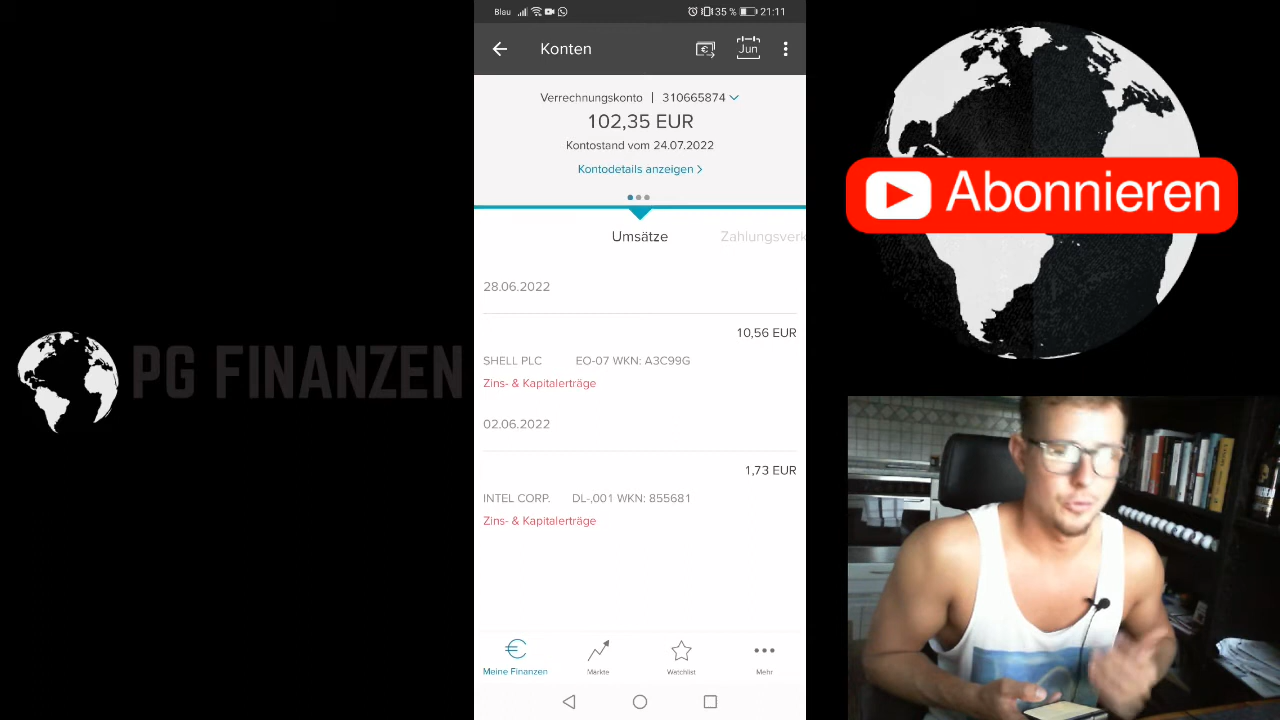 Blau 35 % 21:11
Konten Jun
Verrechnungskonto | 310665874
102,35 EUR
Kontostand vom 24.07.2022
Kontodetails anzeigen >
Umsätze Zahlungsverk
28.06.2022
10,56 EUR
SHELL PLC EO-07 WKN: A3C99G
Zins- & Kapitalerträge
02.06.2022
1,73 EUR
INTEL CORP. DL-,001 WKN: 855681
Zins- & Kapitalerträge
Meine Finanzen Märkte Watchlist Mehr
PG FINANZEN
Abonnieren